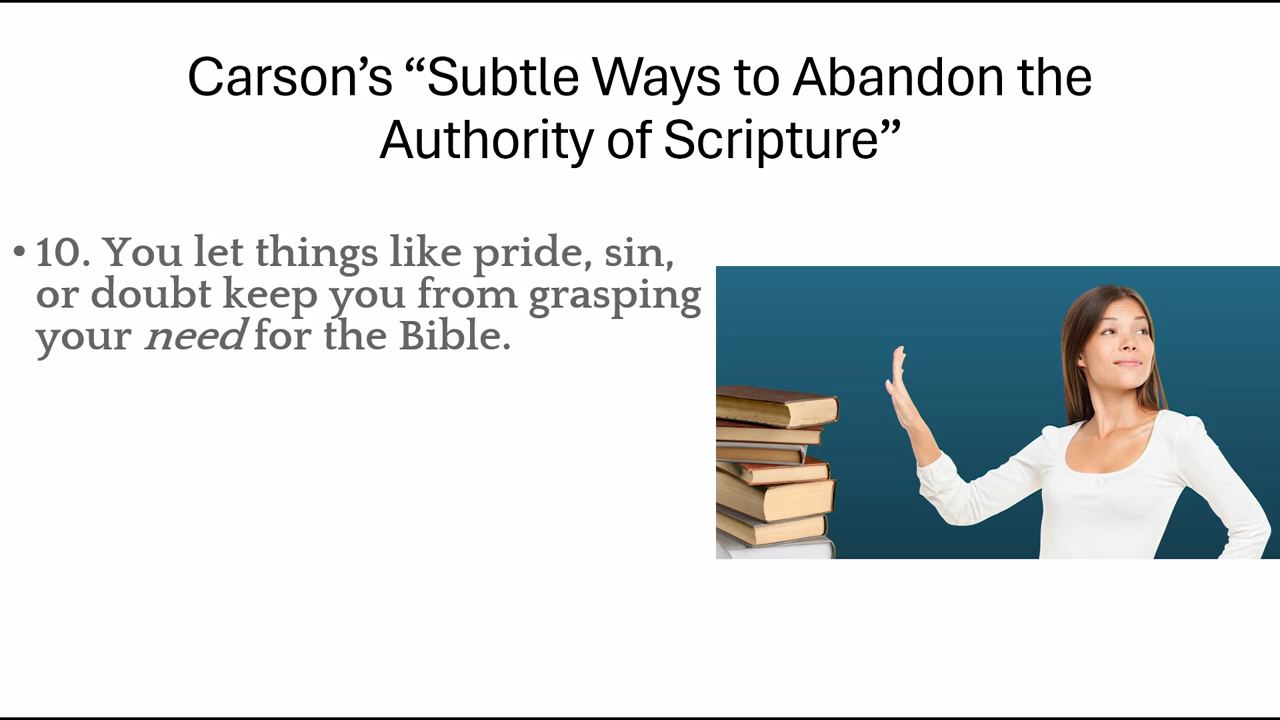 Carson’s “Subtle Ways to Abandon the
Authority of Scripture”
• 10. You let things like pride, sin,
or doubt keep you from grasping
your need for the Bible.